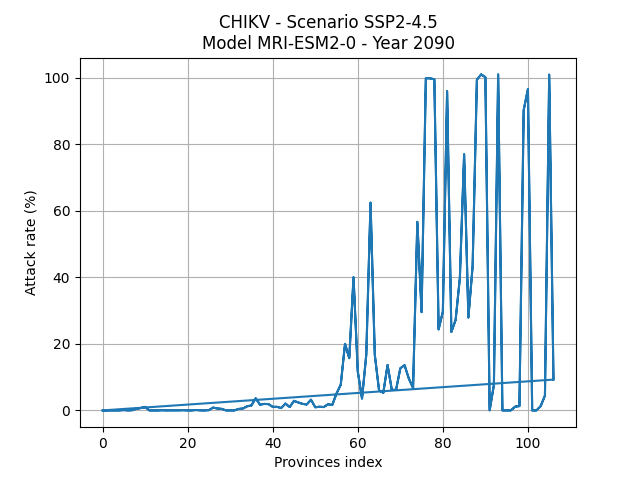 CHIKV - Scenario SSP2-4.5
Model MRI-ESM2-0 - Year 2090
100
80
60
40
20
0
Attack rate (%)
0 20 40 60 80 100
Provinces index